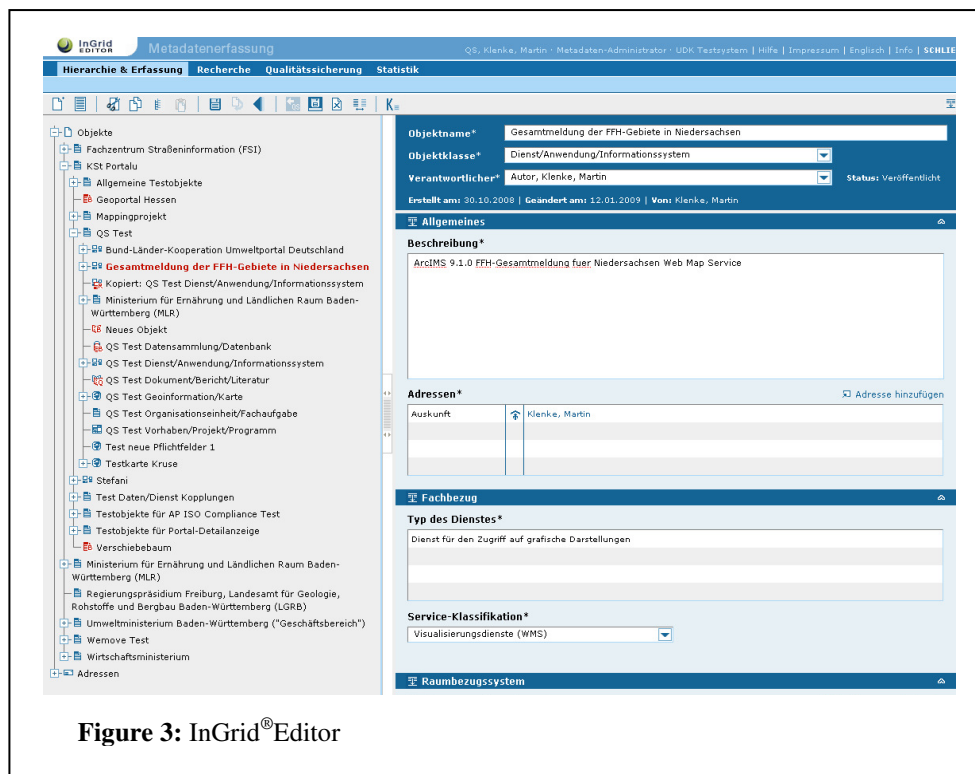 InGrid
EDITOR
Metadatenerfassung
QS, Klenke, Martin · Metadaten-Administrator · UDK Testsystem | Hilfe | Impressum | Englisch | Info | SCHLIE
Hierarchie & Erfassung Recherche Qualitätssicherung Statistik
Objekte
Fachzentrum Straßeninformation (FSI)
KSt Portalu
Allgemeine Testobjekte
Geoportal Hessen
Mappingprojekt
QS Test
Bund-Länder-Kooperation Umweltportal Deutschland
Gesamtmeldung der FFH-Gebiete in Niedersachsen
Kopiert: QS Test Dienst/Anwendung/Informationssystem
Ministerium für Ernährung und Ländlichen Raum Baden-
Württemberg (MLR)
Neues Objekt
QS Test Datensammlung/Datenbank
QS Test Dienst/Anwendung/Informationssystem
QS Test Dokument/Bericht/Literatur
QS Test Geoinformation/Karte
QS Test Organisationseinheit/Fachaufgabe
QS Test Vorhaben/Projekt/Programm
Test neue Pflichtfelder 1
Testkarte Kruse
Stefani
Test Daten/Dienst Kopplungen
Testobjekte für AP ISO Compliance Test
Testobjekte für Portal-Detailanzeige
Verschiebebaum
Ministerium für Ernährung und Ländlichen Raum Baden-
Württemberg (MLR)
Regierungspräsidium Freiburg, Landesamt für Geologie,
Rohstoffe und Bergbau Baden-Württemberg (LGRB)
Umweltministerium Baden-Württemberg ("Geschäftsbereich")
Wemove Test
Wirtschaftsministerium
Adressen
Objektname* Gesamtmeldung der FFH-Gebiete in Niedersachsen
Objektklasse* Dienst/Anwendung/Informationssystem
Verantwortlicher* Autor, Klenke, Martin Status: Veröffentlicht
Erstellt am: 30.10.2008 | Geändert am: 12.01.2009 | Von: Klenke, Martin
Allgemeines
Beschreibung*
ArcIMS 9.1.0 FFH-Gesamtmeldung fuer Niedersachsen Web Map Service
Adressen* Adresse hinzufügen
Auskunft Klenke, Martin
Fachbezug
Typ des Dienstes*
Dienst für den Zugriff auf grafische Darstellungen
Service-Klassifikation*
Visualisierungsdienste (WMS)
Raumbezugssystem
Figure 3: InGrid®Editor